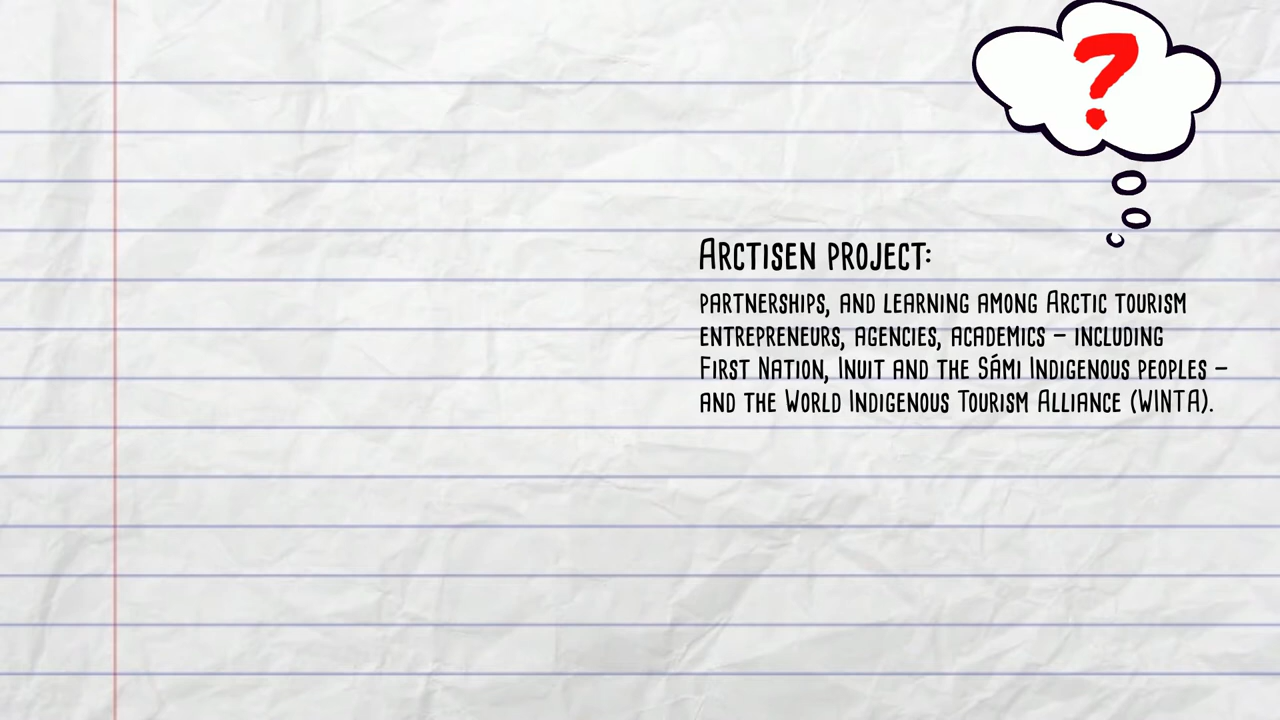 ?
Arctisen project:
partnerships, and learning among Arctic tourism
entrepreneurs, agencies, academics – including
First Nation, Inuit and the Sámi Indigenous peoples –
and the World Indigenous Tourism Alliance (WINTA).